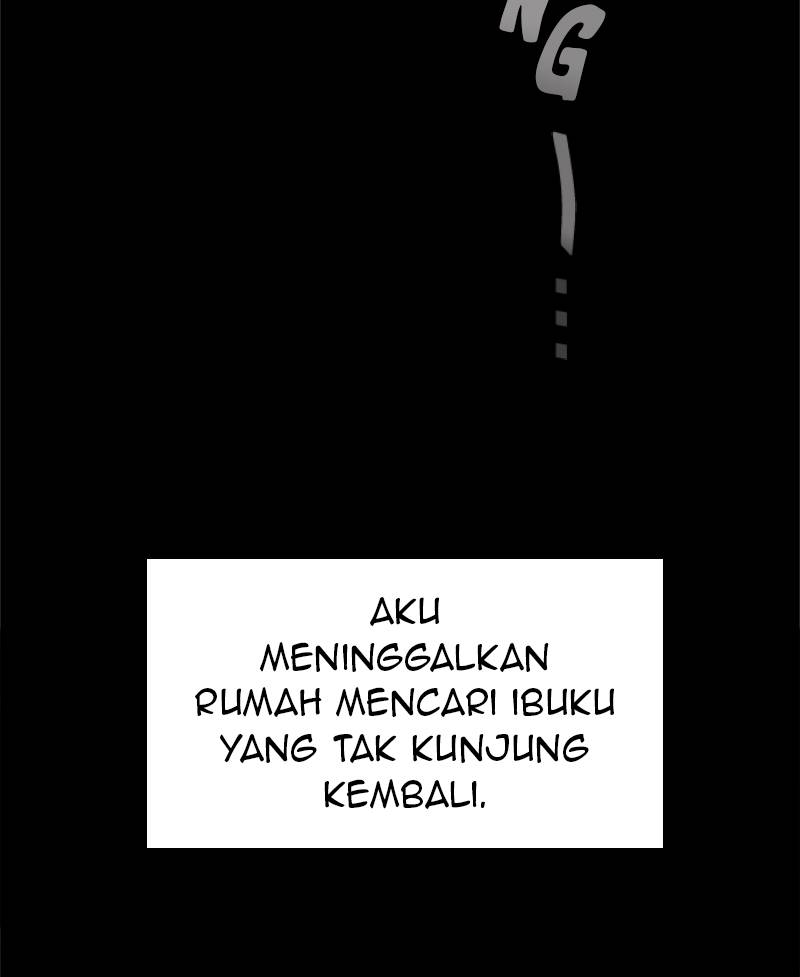 NG
AKU
MENINGGALKAN
RUMAH MENCARI IBUKU
YANG TAK KUNJUNG
KEMBALI.